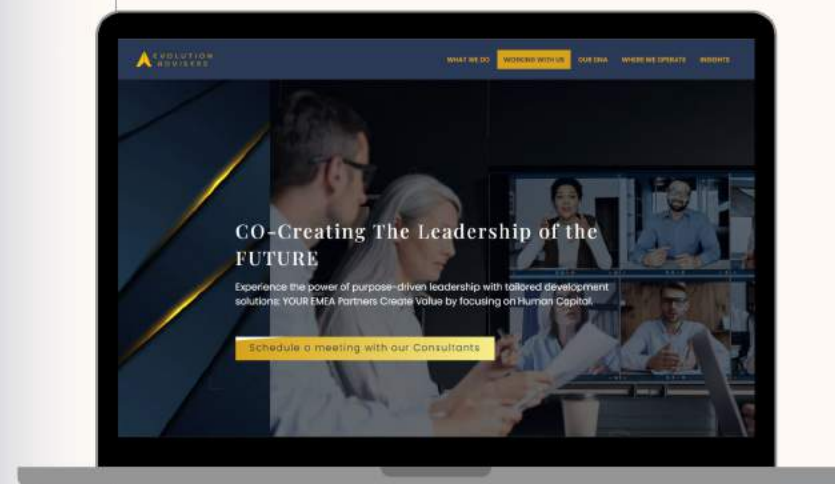 EVOLUTION
ADVISERS
WHAT WE DO WORKING WITH US OUR DNA WHERE WE OPERATE INSIGHTS
CO-Creating The Leadership of the
FUTURE
Experience the power of purpose-driven leadership with tailored development
solutions: YOUR EMEA Partners Create Value by focusing on Human Capital.
Schedule a meeting with our Consultants